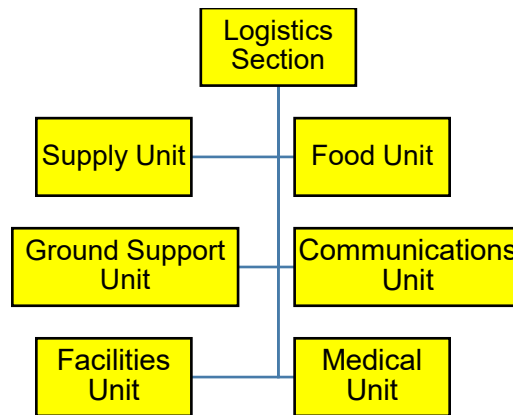 Logistics
Section
Supply Unit
Food Unit
Ground Support
Unit
Communications
Unit
Facilities
Unit
Medical
Unit